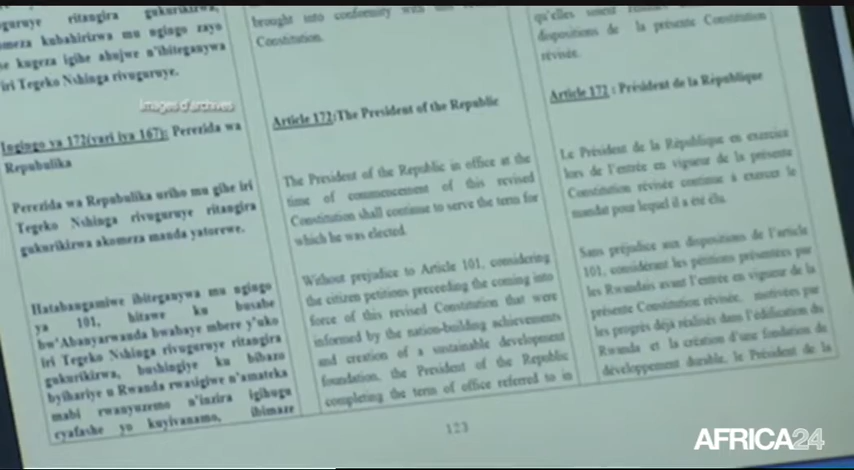 guruye ritangira gukurikizwa,
omeza kubahirizwa mu ngingo zayo
se kugeza igihe ahujwe n'ibiteganywa
iri Tegeko Nshinga rivuguruye.
Images d'archives
Ingingo ya 172(yari iya 167): Perezida wa
Repubulika
Perezida wa Repubulika uriho mu gihe iri
Tegeko Nshinga rivuguruye ritangira
gukurikizwa akomeza manda yatorewe.
Hatabangamiwe ibiteganywa mu ngingo
ya 101, hitawe ku busabe
bw'Abanyarwanda bwabaye mbere y'uko
iri Tegeko Nshinga rivuguruye ritangira
gukurikizwa, bushingiye ku bibazo
byihariye u Rwanda rwasigiwe n'amateka
mabi rwanyuzemo n'inzira igihugu
cyafashe yo kuyivanamo, ibimaze
brought into conformity with this
Constitution.
Article 172:The President of the Republic
The President of the Republic in office at the
time of commencement of this revised
Constitution shall continue to serve the term for
which he was elected.
Without prejudice to Article 101, considering
the citizen petitions preceeding the coming into
force of this revised Constitution that were
informed by the nation-building achievements
and creation of a sustainable development
foundation, the President of the Republic
completing the term of office referred to in
qu'elles soient
dispositions de la présente Constitution
révisée.
Article 172 : Président de la République
Le Président de la République en exercice
lors de l'entrée en vigueur de la présente
Constitution révisée continue à exercer le
mandat pour lequel il a été élu.
Sans préjudice aux dispositions de l'article
101, considérant les pétitions présentées par
les Rwandais avant l'entrée en vigueur de la
présente Constitution révisée, motivées par
les progrès déjà réalisés dans l'édification du
Rwanda et la création d'une fondation de
développement durable, le Président de la
123
AFRICA24